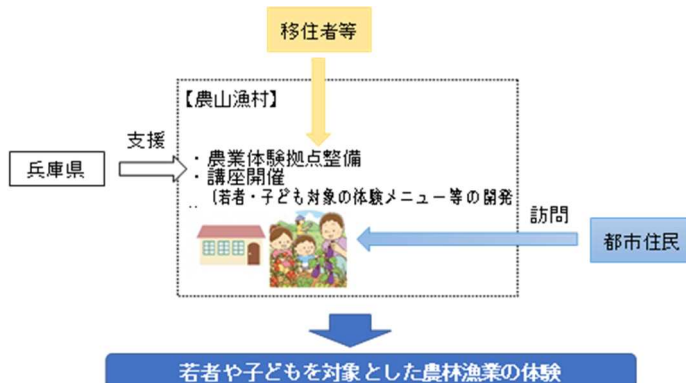 移住者等
【農山漁村】
支援
兵庫県
・農業体験拠点整備
・講座開催
(若者・子ども対象の体験メニュー等の開発
‥
訪問
都市住民
若者や子どもを対象とした農林漁業の体験